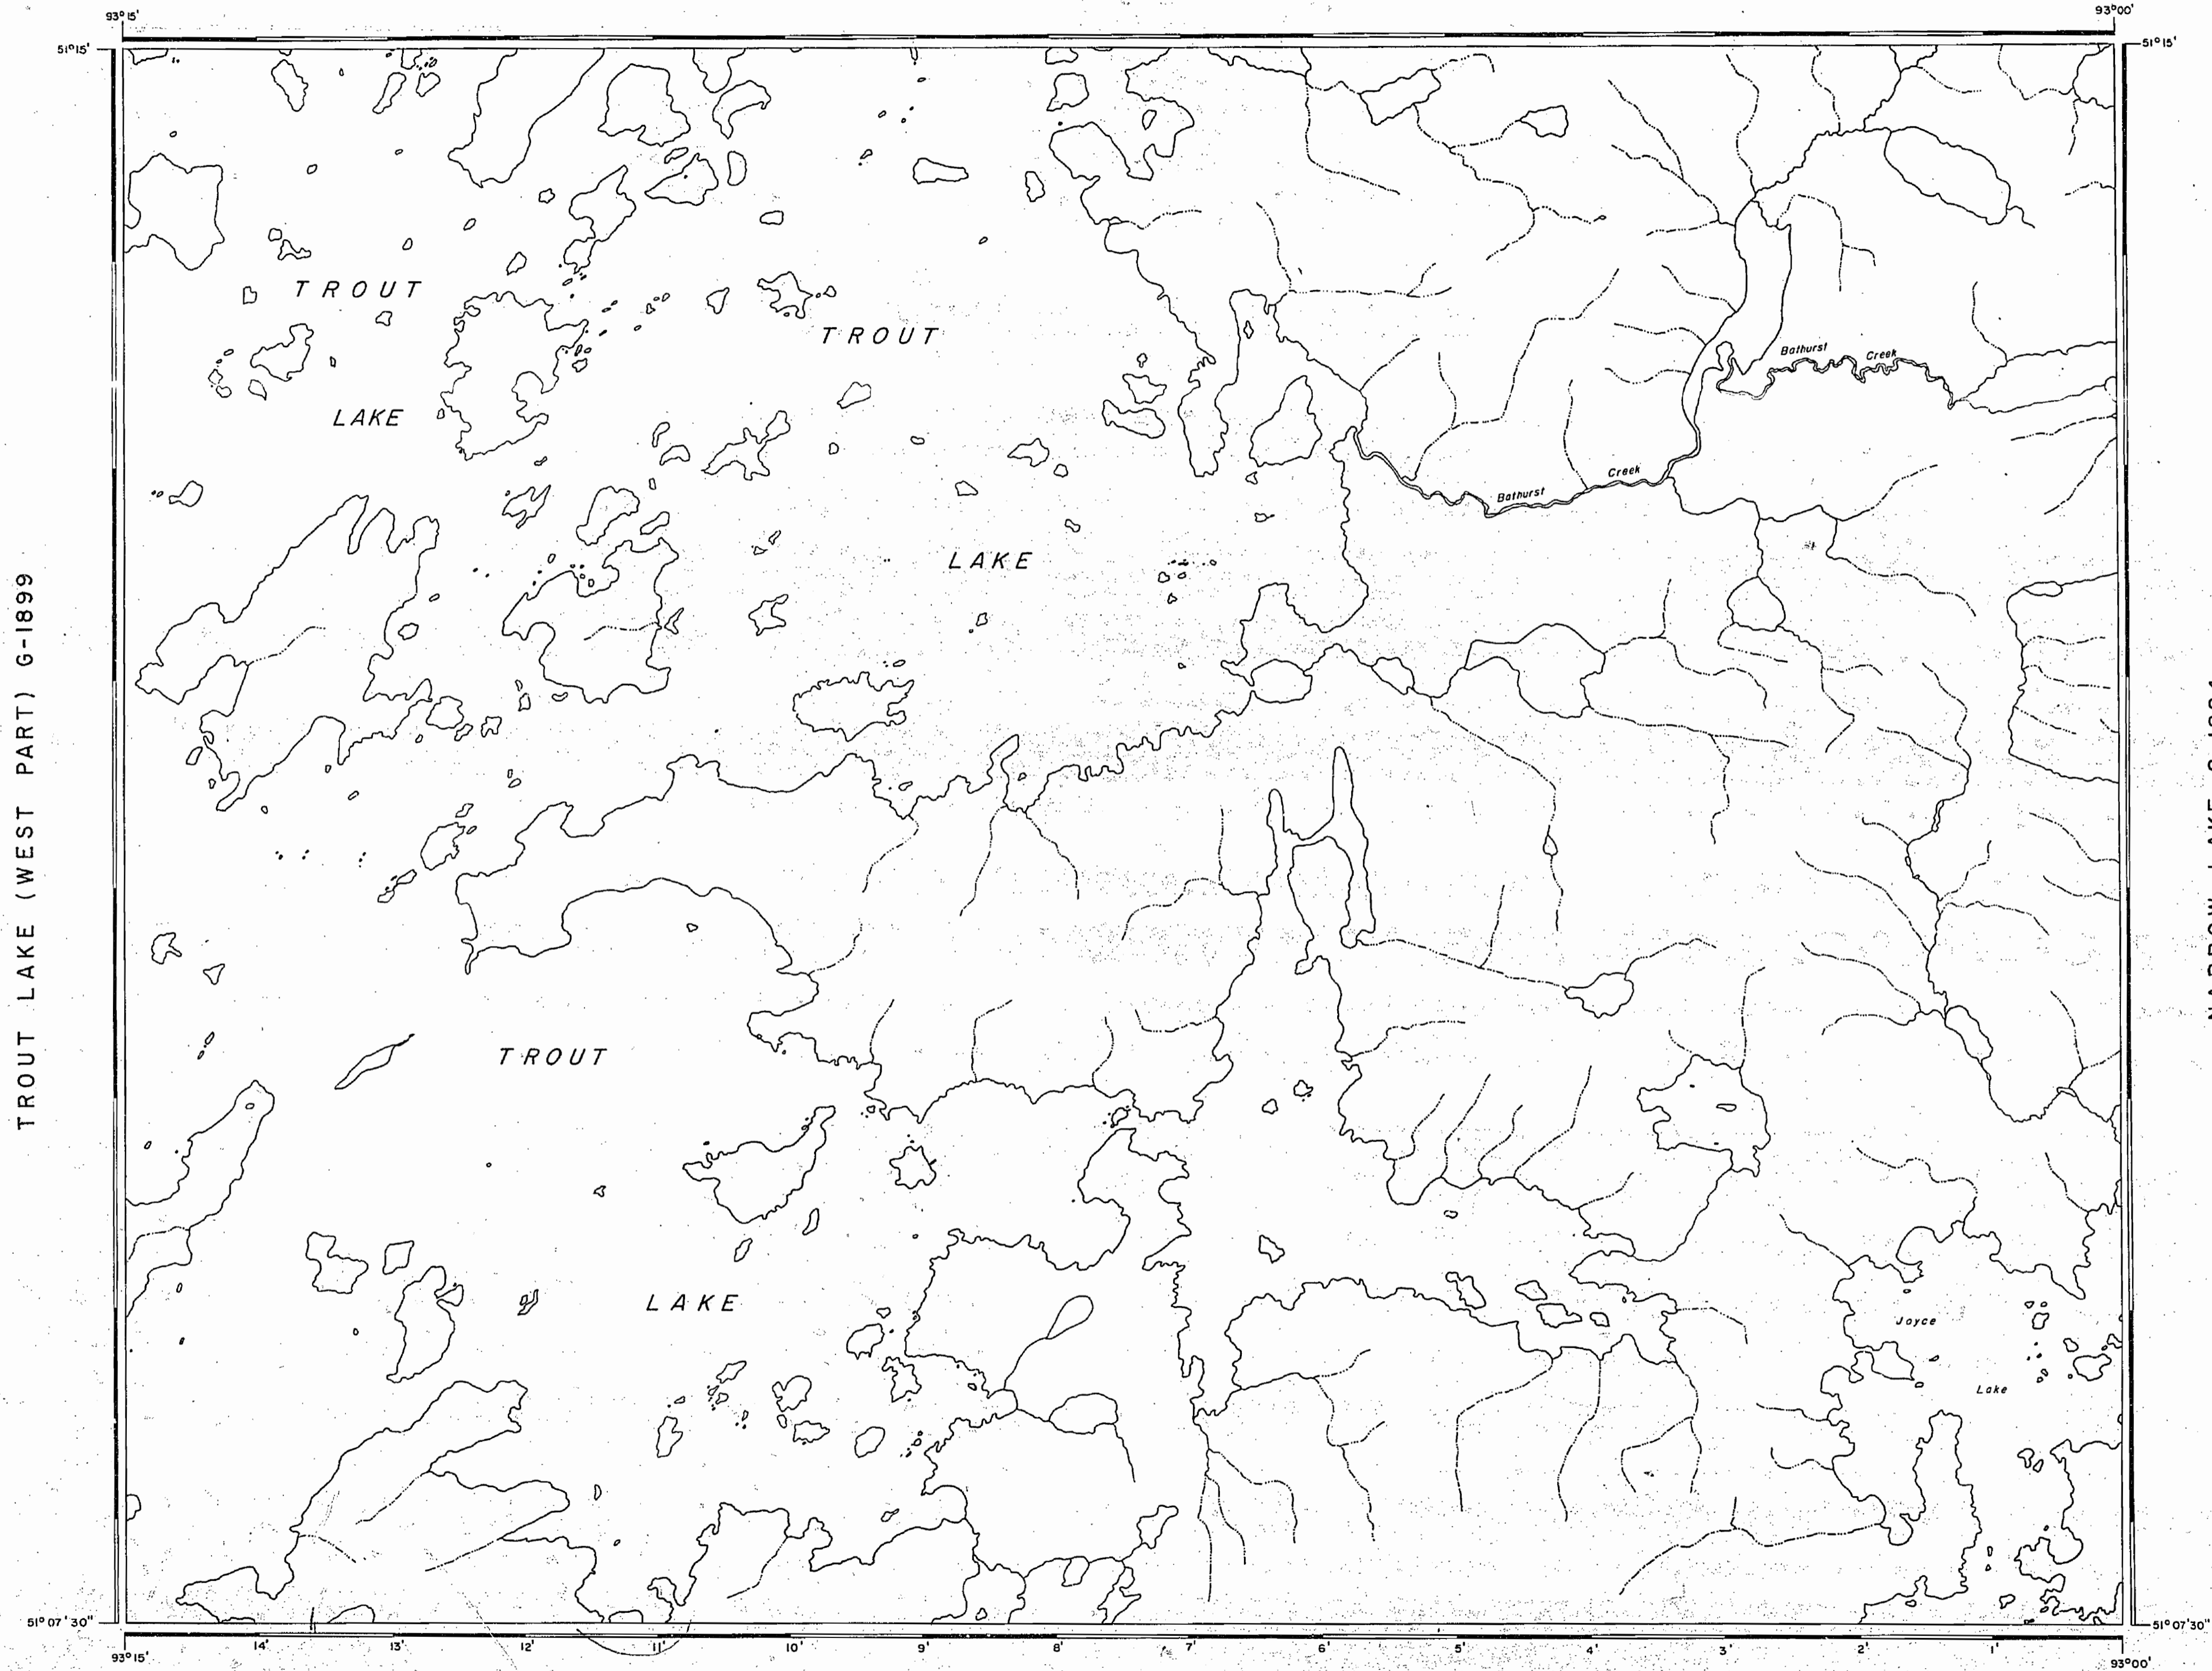 93°15'
93°00'
51°15'
51°15'
TROUT
TROUT
Bathurst Creek
LAKE
Creek
Bathurst
LAKE
TROUT LAKE (WEST PART) G-1899
TROUT
LAKE
Joyce
Lake
51°07'30"
51°07'30"
14' 13' 12' 11' 10' 9' 8' 7' 6' 5' 4' 3' 2' 1'
93°15'
93°00'